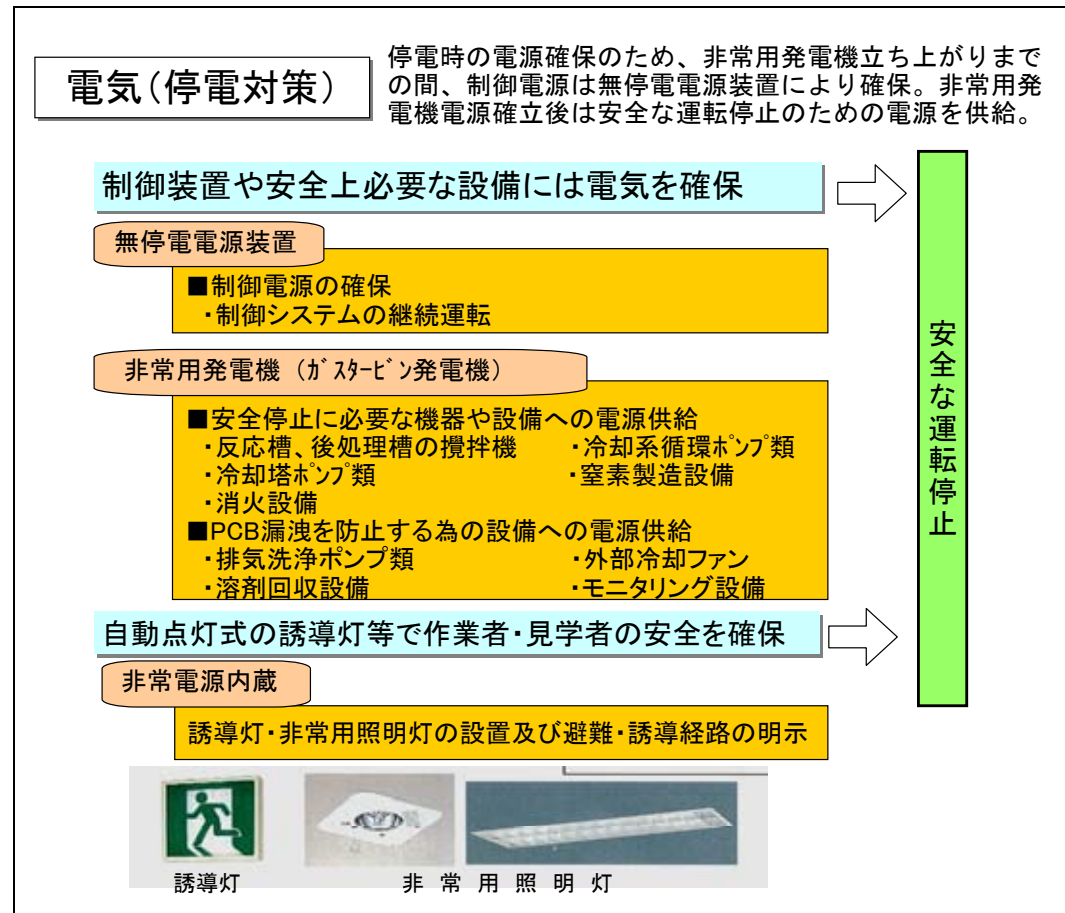 電気(停電対策)
停電時の電源確保のため、非常用発電機立ち上がりまで
の間、制御電源は無停電電源装置により確保。非常用発
電機電源確立後は安全な運転停止のための電源を供給。
制御装置や安全上必要な設備には電気を確保
無停電電源装置
■制御電源の確保
・制御システムの継続運転
非常用発電機（ｶﾞｽﾀｰﾋﾞﾝ発電機）
■安全停止に必要な機器や設備への電源供給
・反応槽、後処理槽の攪拌機 ・冷却系循環ﾎﾟﾝﾌﾟ類
・冷却塔ﾎﾟﾝﾌﾟ類 ・窒素製造設備
・消火設備
■PCB漏洩を防止する為の設備への電源供給
・排気洗浄ポンプ類 ・外部冷却ファン
・溶剤回収設備 ・モニタリング設備
自動点灯式の誘導灯等で作業者・見学者の安全を確保
非常電源内蔵
誘導灯・非常用照明灯の設置及び避難・誘導経路の明示
誘導灯 非常用照明灯
安全な運転停止